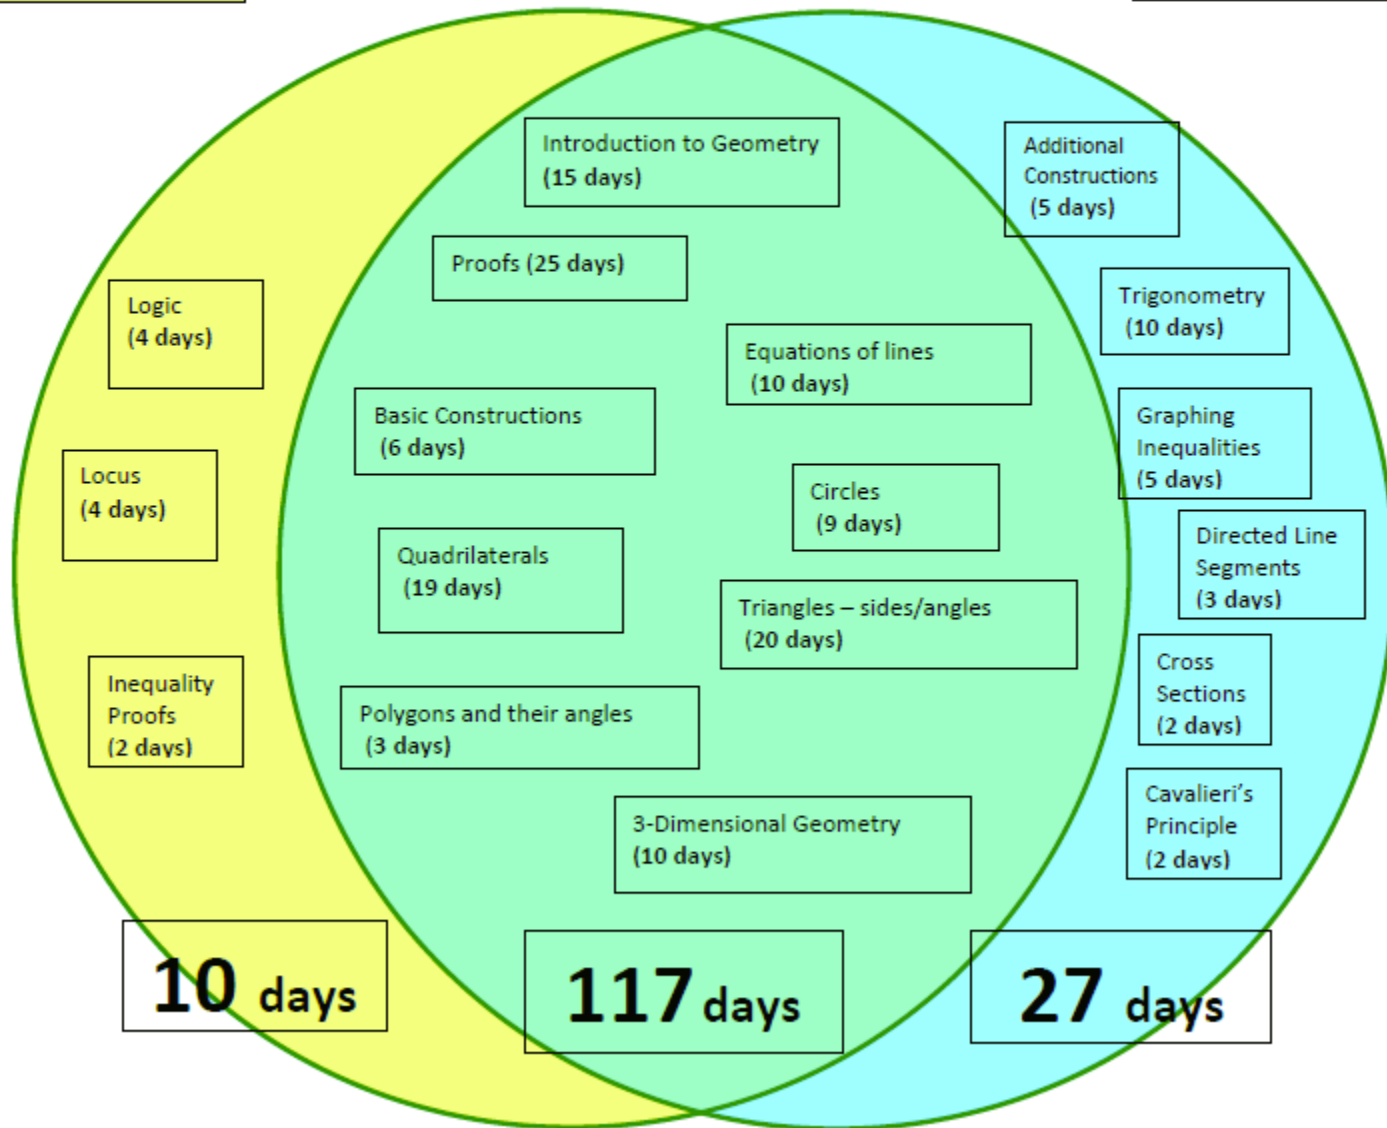 Introduction to Geometry
(15 days)
Additional
Constructions
(5 days)
Proofs (25 days)
Logic
(4 days)
Trigonometry
(10 days)
Equations of lines
(10 days)
Basic Constructions
(6 days)
Graphing
Inequalities
(5 days)
Locus
(4 days)
Circles
(9 days)
Quadrilaterals
(19 days)
Directed Line
Segments
(3 days)
Triangles – sides/angles
(20 days)
Inequality
Proofs
(2 days)
Cross
Sections
(2 days)
Polygons and their angles
(3 days)
3-Dimensional Geometry
(10 days)
Cavalieri’s
Principle
(2 days)
10 days
117 days
27 days